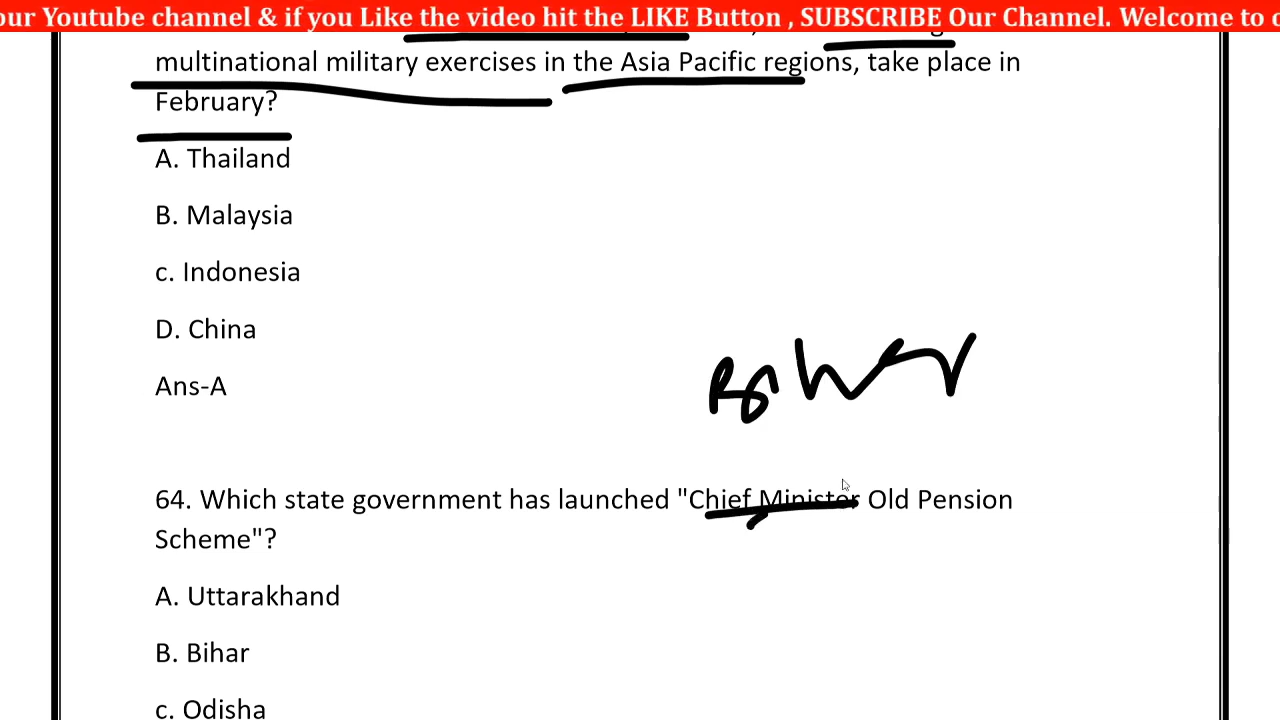 our Youtube channel & if you Like the video hit the LIKE Button , SUBSCRIBE Our Channel. Welcome to
multinational military exercises in the Asia Pacific regions, take place in
February?
A. Thailand
B. Malaysia
c. Indonesia
D. China
Ans-A
Bihar
64. Which state government has launched "Chief Minister Old Pension
Scheme"?
A. Uttarakhand
B. Bihar
c. Odisha